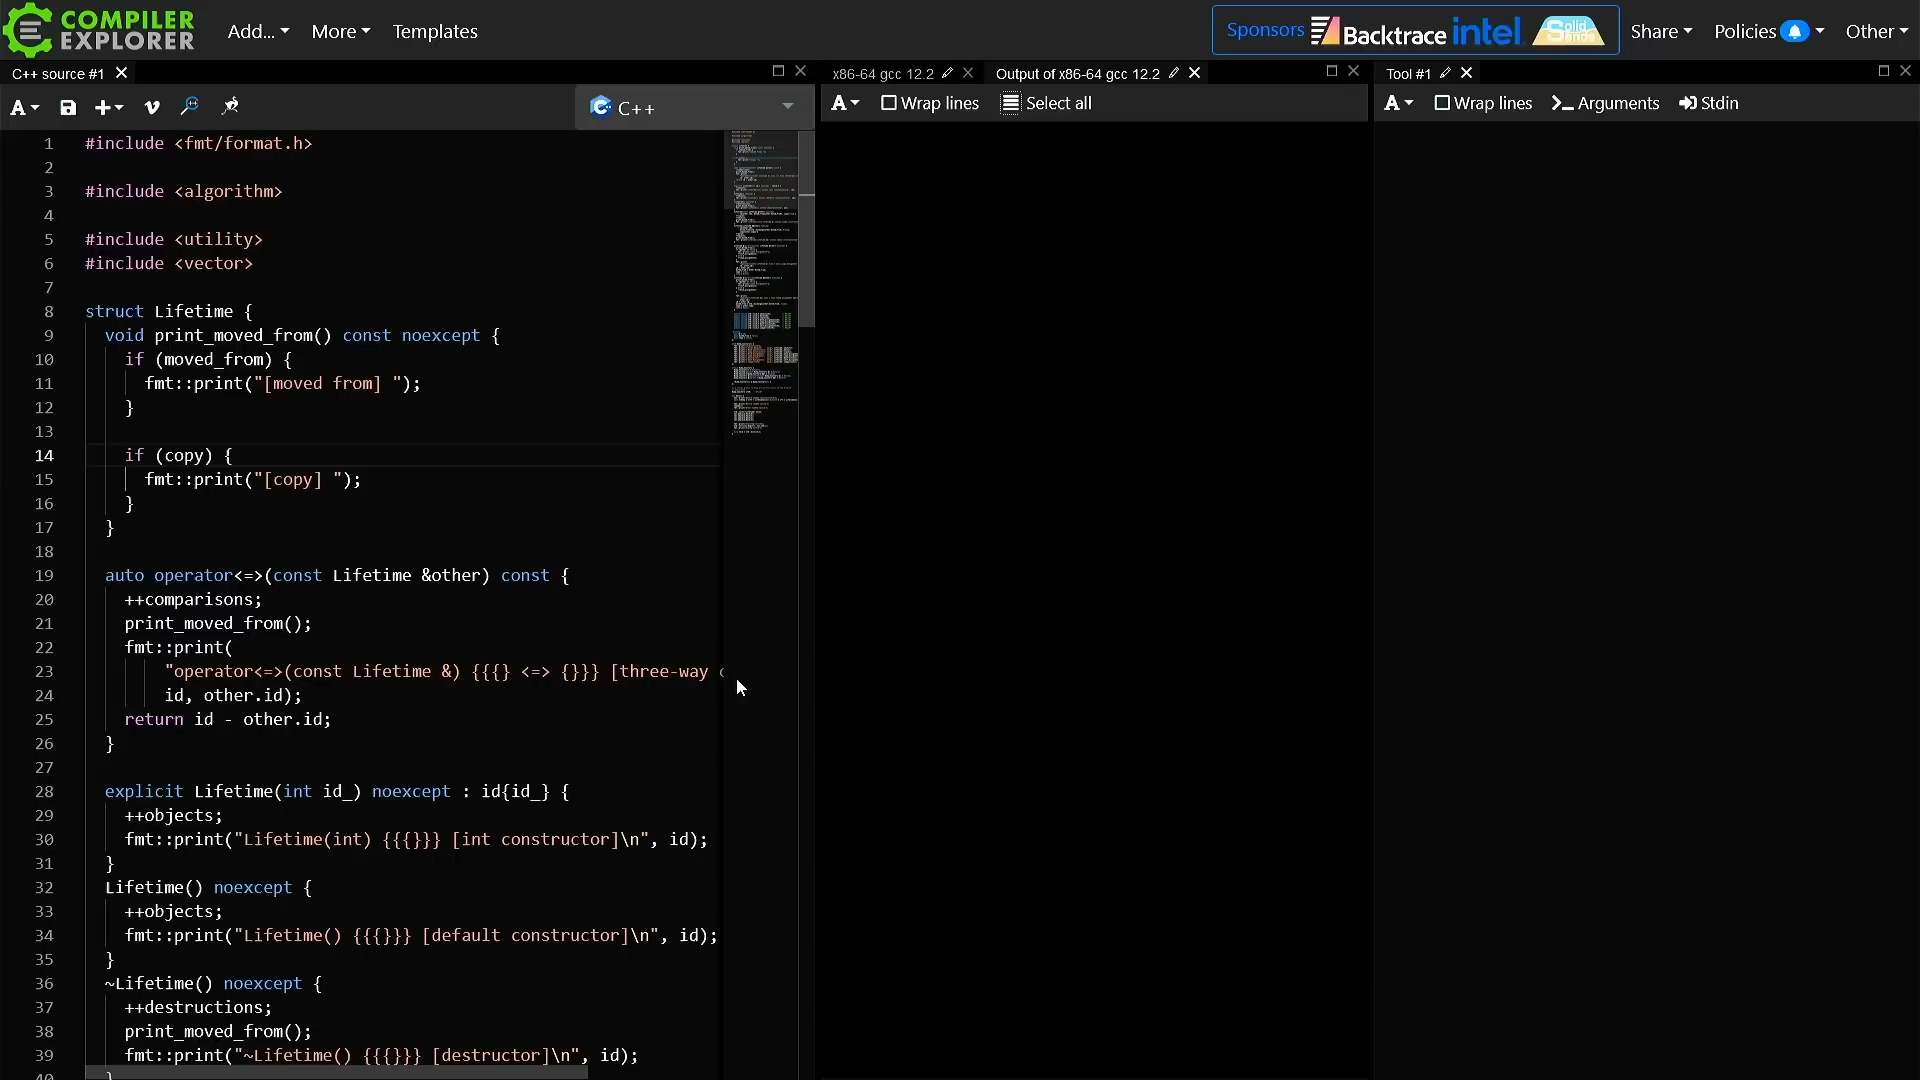 COMPILER
EXPLORER
Add...
More
Templates
Sponsors
Backtrace
intel
Solid
Sands
Share
Policies
Other
C++ source #1
x86-64 gcc 12.2
Output of x86-64 gcc 12.2
Tool #1
A
C++
A
Wrap lines
Select all
A
Wrap lines
Arguments
Stdin
1 #include <fmt/format.h>
2
3 #include <algorithm>
4
5 #include <utility>
6 #include <vector>
7
8 struct Lifetime {
9 void print_moved_from() const noexcept {
10 if (moved_from) {
11 fmt::print("[moved from] ");
12 }
13
14 if (copy) {
15 fmt::print("[copy] ");
16 }
17 }
18
19 auto operator<=>(const Lifetime &other) const {
20 ++comparisons;
21 print_moved_from();
22 fmt::print(
23 "operator<=>(const Lifetime &) {{{} <=> {}}} [three-way
24 id, other.id);
25 return id - other.id;
26 }
27
28 explicit Lifetime(int id_) noexcept : id{id_} {
29 ++objects;
30 fmt::print("Lifetime(int) {{{}}} [int constructor]\n", id);
31 }
32 Lifetime() noexcept {
33 ++objects;
34 fmt::print("Lifetime() {{{}}} [default constructor]\n", id);
35 }
36 ~Lifetime() noexcept {
37 ++destructions;
38 print_moved_from();
39 fmt::print("~Lifetime() {{{}}} [destructor]\n", id);
40 }